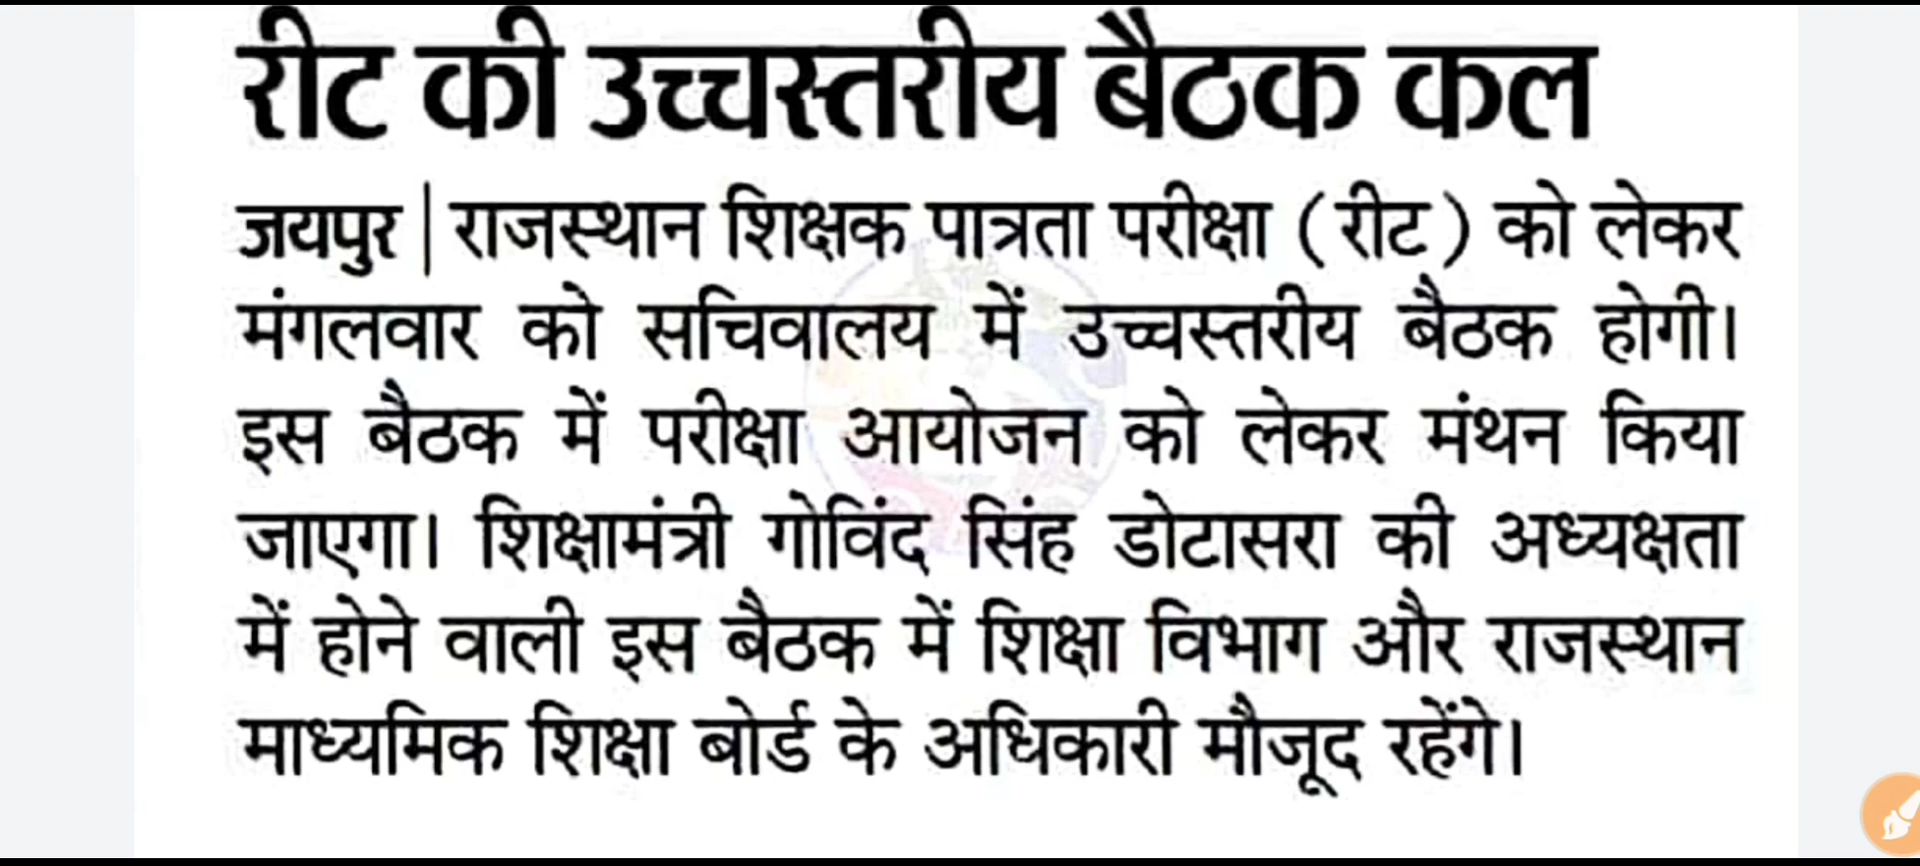 रीट की उच्चस्तरीय बैठक कल
जयपुर | राजस्थान शिक्षक पात्रता परीक्षा (रीट) को लेकर
मंगलवार को सचिवालय में उच्चस्तरीय बैठक होगी।
इस बैठक में परीक्षा आयोजन को लेकर मंथन किया
जाएगा। शिक्षामंत्री गोविंद सिंह डोटासरा की अध्यक्षता
में होने वाली इस बैठक में शिक्षा विभाग और राजस्थान
माध्यमिक शिक्षा बोर्ड के अधिकारी मौजूद रहेंगे।